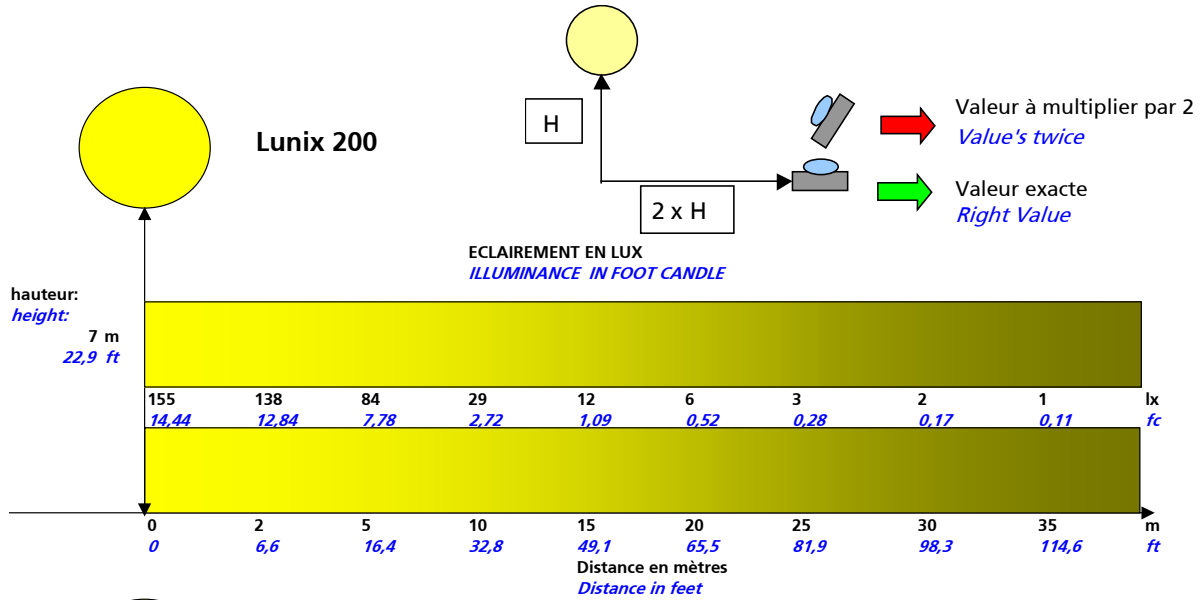 H
Valeur à multiplier par 2
Value's twice
Lunix 200
2 x H
Valeur exacte
Right Value
ECLAIREMENT EN LUX
ILLUMINANCE IN FOOT CANDLE
hauteur:
height:
7 m
22,9 ft
155 138 84 29 12 6 3 2 1 lx
14,44 12,84 7,78 2,72 1,09 0,52 0,28 0,17 0,11 fc
0 2 5 10 15 20 25 30 35 m
0 6,6 16,4 32,8 49,1 65,5 81,9 98,3 114,6 ft
Distance en mètres
Distance in feet